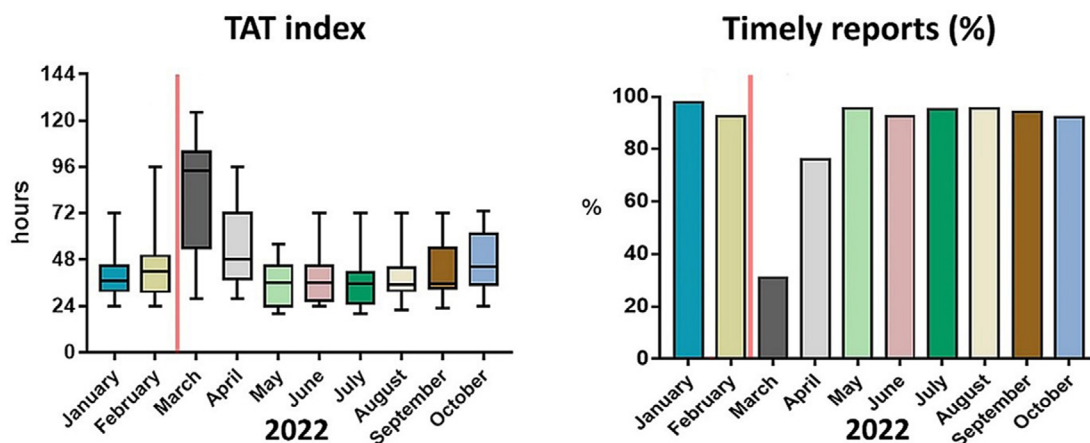 TAT index
144
120
96
72
48
24
0
hours
January
February
March
April
May
June
July
August
September
October
2022
Timely reports (%)
100
80
60
40
20
0
%
January
February
March
April
May
June
July
August
September
October
2022